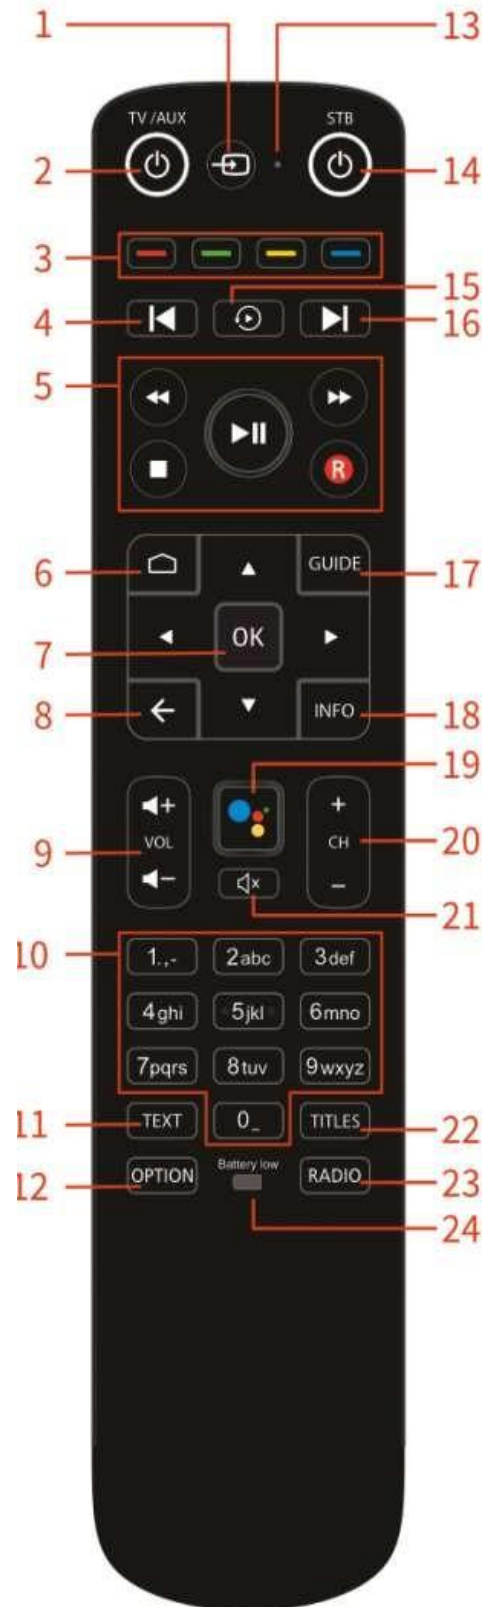 1 13
TV/AUX STB
2 14
3
15
4 16
5
R
6 GUIDE 17
7 OK
8 INFO 18
19
9 VOL CH 20
21
10 1.,- 2abc 3def
4ghi 5jkl 6mno
7pqrs 8tuv 9wxyz
11 TEXT 0_ TITLES 22
12 OPTION Battery low RADIO 23
24